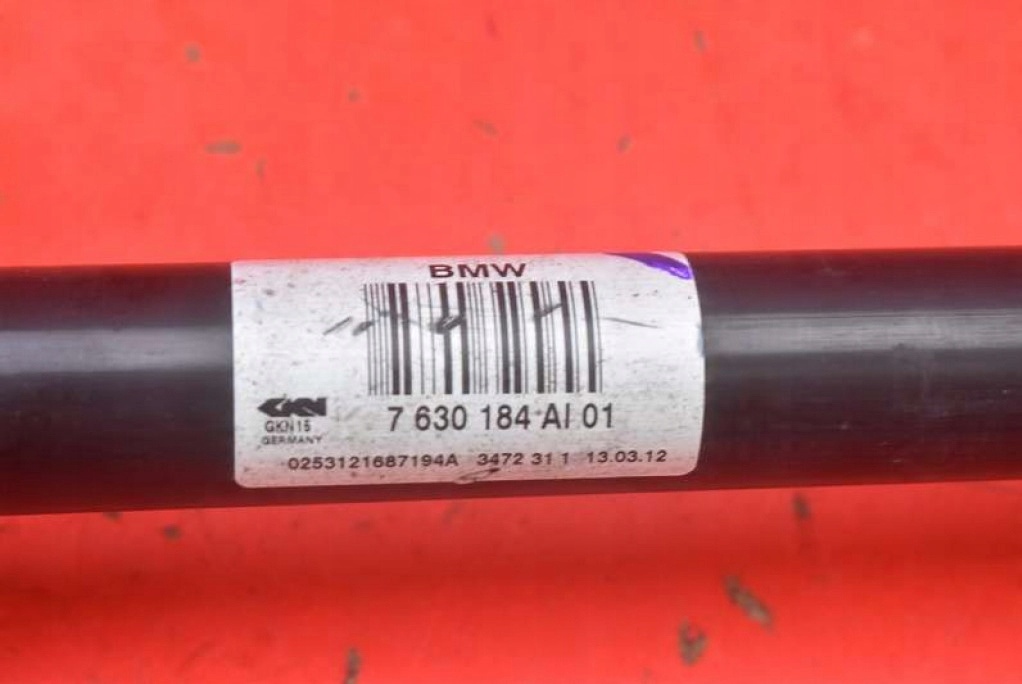 BMW
7 630 184 AI 01
GKN
GKN15
GERMANY
0253121687194A 3472 31 1 13.03.12